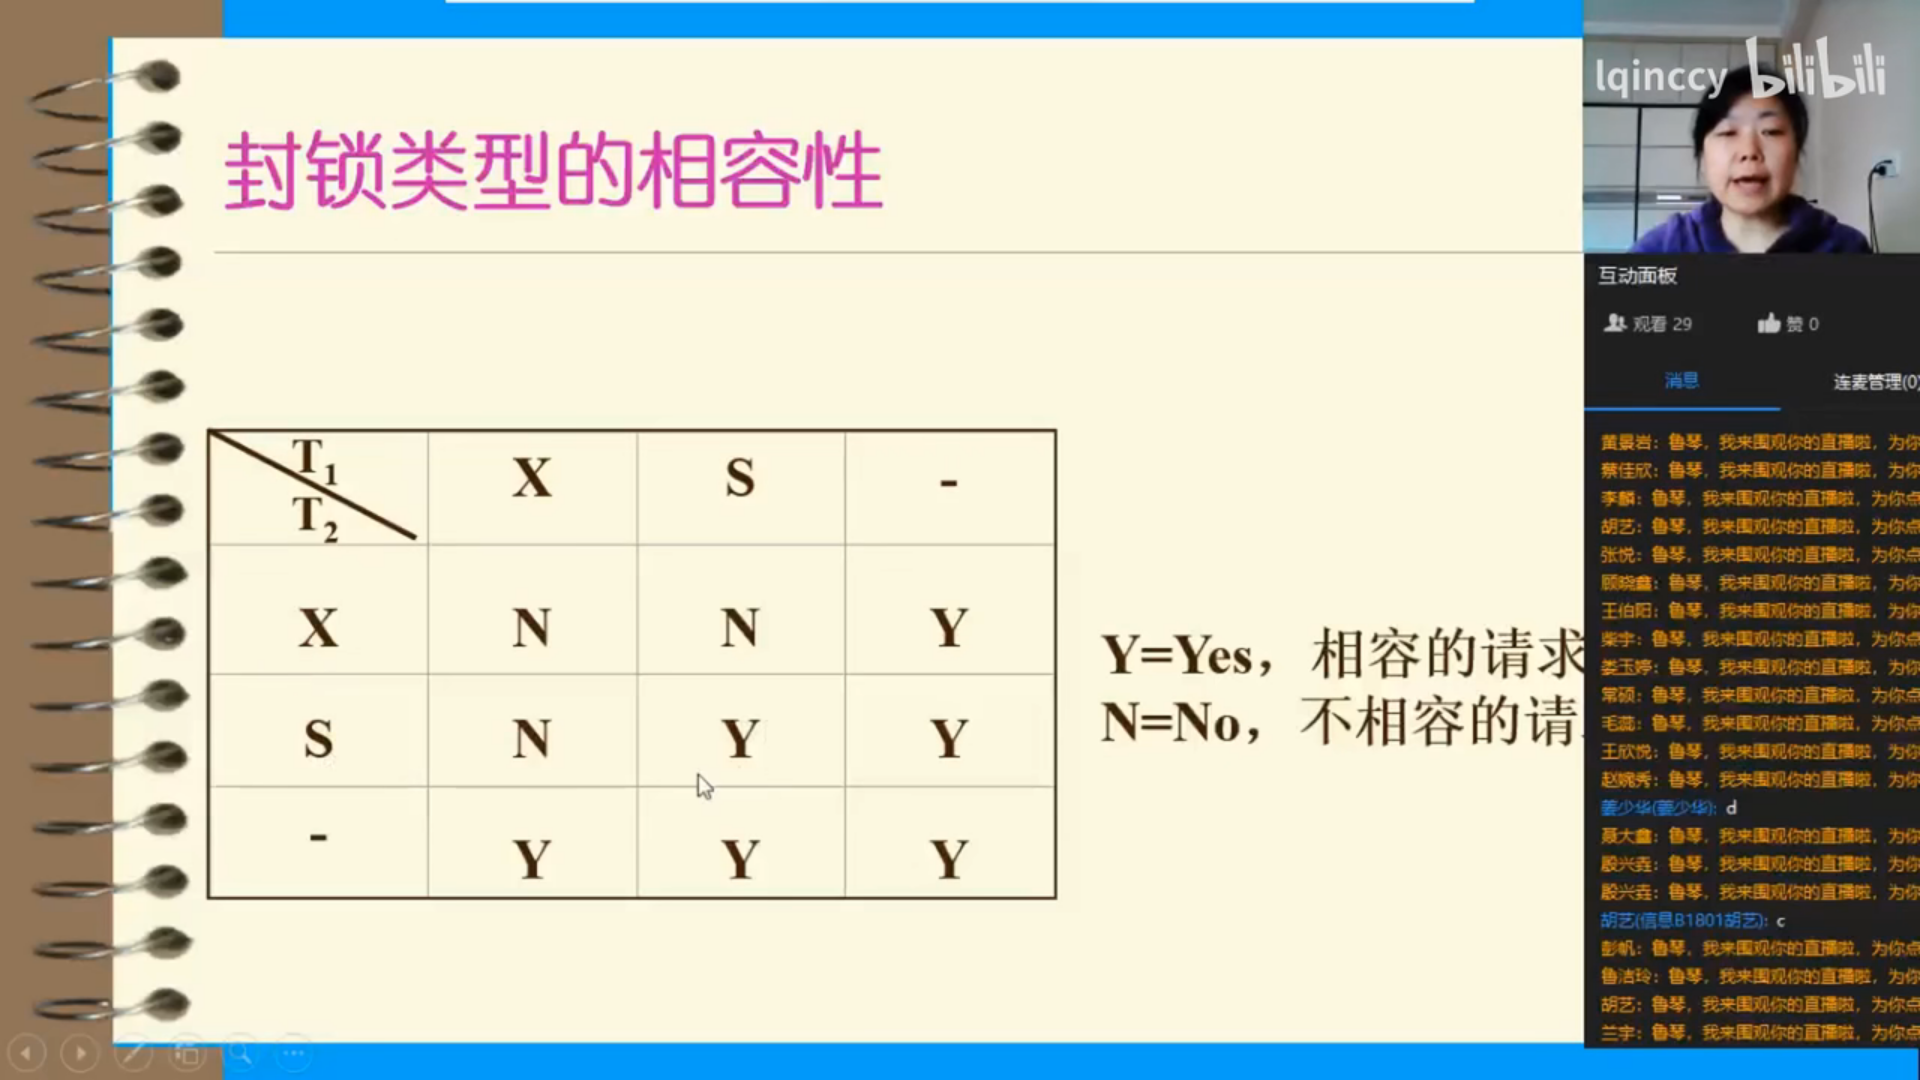 封锁类型的相容性
T1 X S -
T2
X N N Y
S N Y Y
- Y Y Y
Y=Yes，相容的请求
N=No，不相容的请
lqinccy bilibili
互动面板
观看 29 赞 0
消息 连麦管理(0)
黄景岩：鲁琴，我来围观你的直播啦，为你点
蔡佳欣：鲁琴，我来围观你的直播啦，为你
李麟：鲁琴，我来围观你的直播啦，为你点
胡艺：鲁琴，我来围观你的直播啦，为你点
张悦：鲁琴，我来围观你的直播啦，为你点
顾晓鑫：鲁琴，我来围观你的直播啦，为你
王伯阳：鲁琴，我来围观你的直播啦，为你
柴宇：鲁琴，我来围观你的直播啦，为你点
娄玉婷：鲁琴，我来围观你的直播啦，为你
常硕：鲁琴，我来围观你的直播啦，为你点
毛蕊：鲁琴，我来围观你的直播啦，为你点
王欣悦：鲁琴，我来围观你的直播啦，为你
赵婉秀：鲁琴，我来围观你的直播啦，为你
姜少华(姜少华)：d
聂大鑫：鲁琴，我来围观你的直播啦，为你
殷兴垚：鲁琴，我来围观你的直播啦，为你
殷兴垚：鲁琴，我来围观你的直播啦，为你
胡艺(信息B1801胡艺)：c
彭帆：鲁琴，我来围观你的直播啦，为你点
鲁洁玲：鲁琴，我来围观你的直播啦，为你
胡艺：鲁琴，我来围观你的直播啦，为你点
兰宇：鲁琴，我来围观你的直播啦，为你点